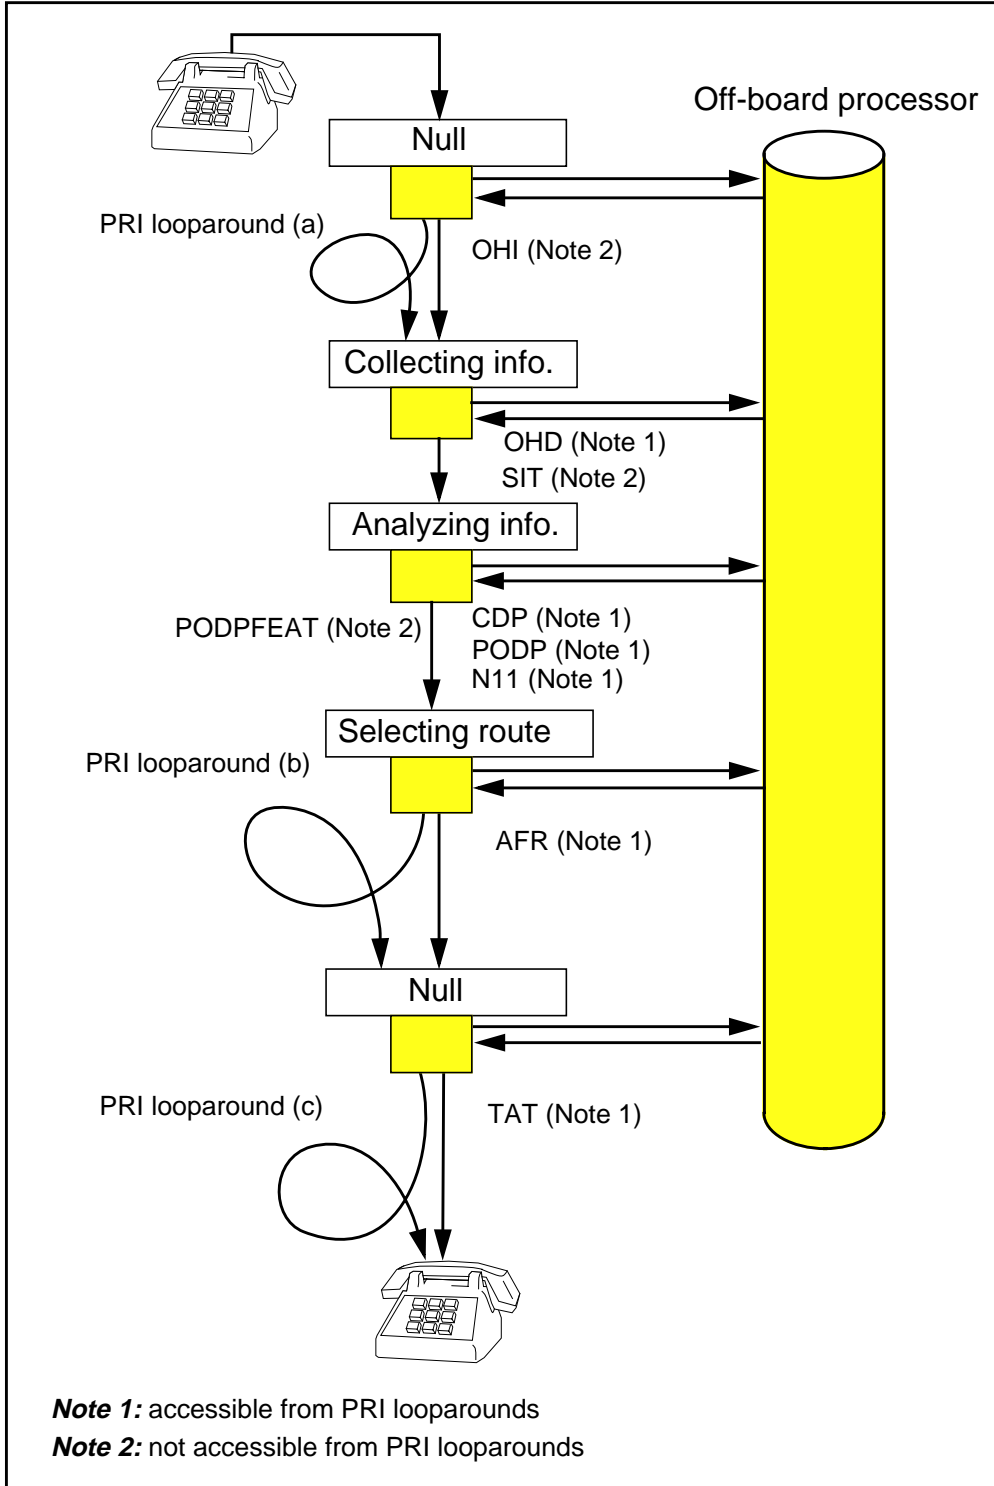 Off-board processor
Null
PRI looparound (a)
OHI (Note 2)
Collecting info.
OHD (Note 1)
SIT (Note 2)
Analyzing info.
PODPFEAT (Note 2)
CDP (Note 1)
PODP (Note 1)
N11 (Note 1)
Selecting route
PRI looparound (b)
AFR (Note 1)
Null
PRI looparound (c)
TAT (Note 1)
Note 1: accessible from PRI looparounds
Note 2: not accessible from PRI looparounds